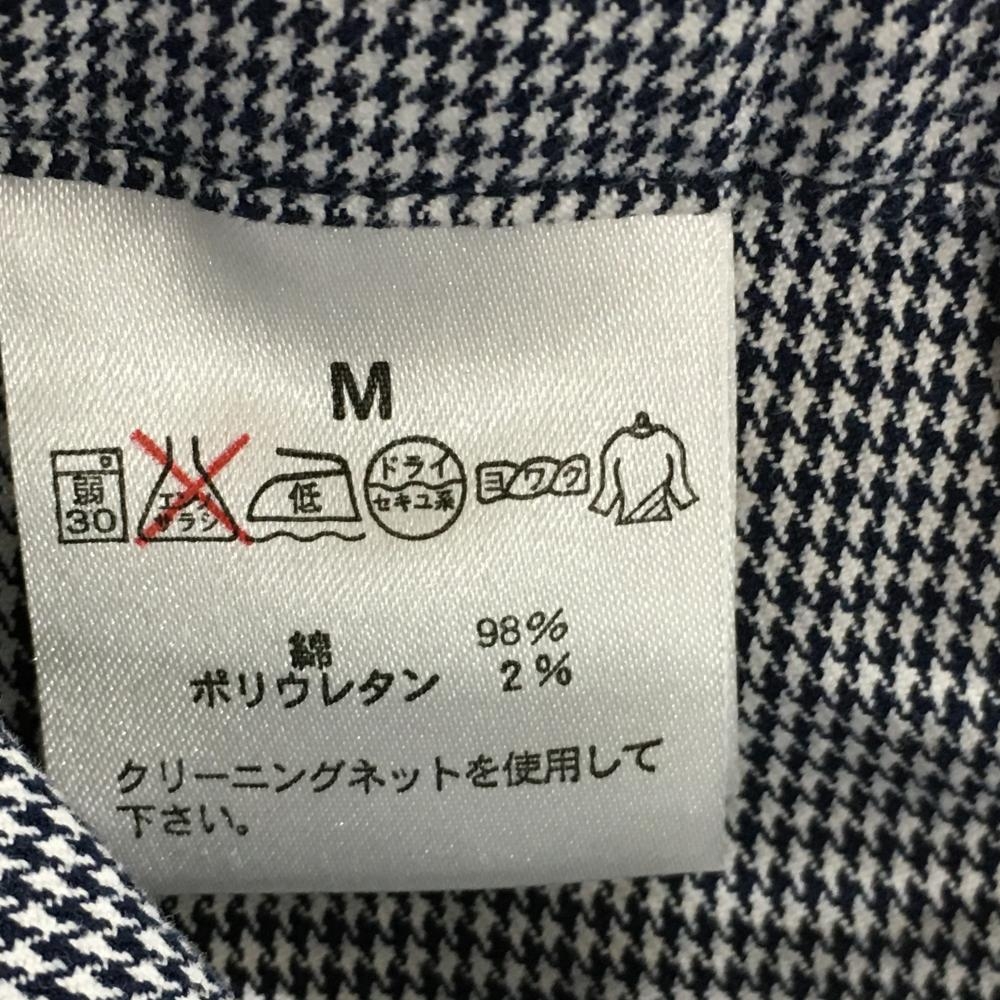 M
弱
30
エンソ
サラシ
低
ドライ
セキユ系
ヨワク
綿 98%
ポリウレタン 2%
クリーニングネットを使用して
下さい。